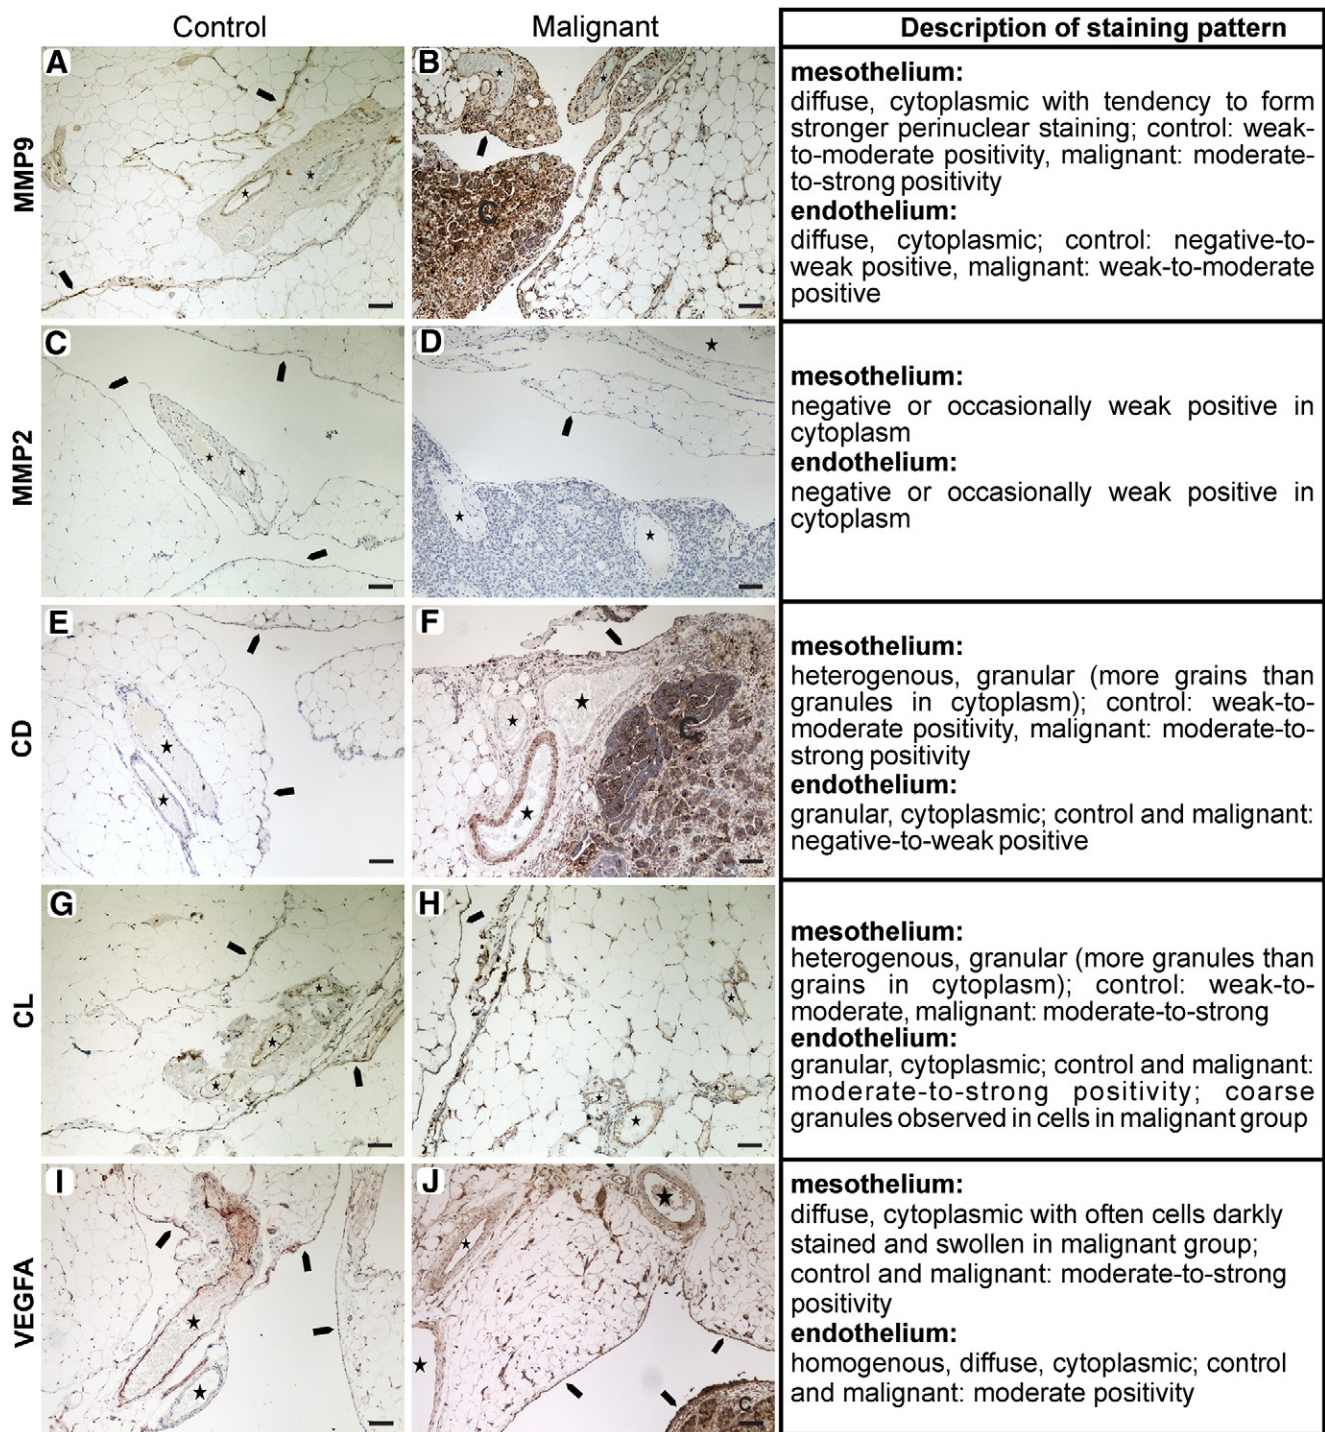 Control
Malignant
Description of staining pattern
MMP9
A
B
C
mesothelium:
diffuse, cytoplasmic with tendency to form
stronger perinuclear staining; control: weak-
to-moderate positivity, malignant: moderate-
to-strong positivity
endothelium:
diffuse, cytoplasmic; control: negative-to-
weak positive, malignant: weak-to-moderate
positive
MMP2
C
D
mesothelium:
negative or occasionally weak positive in
cytoplasm
endothelium:
negative or occasionally weak positive in
cytoplasm
CD
E
F
C
mesothelium:
heterogenous, granular (more grains than
granules in cytoplasm); control: weak-to-
moderate positivity, malignant: moderate-to-
strong positivity
endothelium:
granular, cytoplasmic; control and malignant:
negative-to-weak positive
CL
G
H
mesothelium:
heterogenous, granular (more granules than
grains in cytoplasm); control: weak-to-
moderate, malignant: moderate-to-strong
endothelium:
granular, cytoplasmic; control and malignant:
moderate-to-strong positivity; coarse
granules observed in cells in malignant group
VEGFA
I
J
C
mesothelium:
diffuse, cytoplasmic with often cells darkly
stained and swollen in malignant group;
control and malignant: moderate-to-strong
positivity
endothelium:
homogenous, diffuse, cytoplasmic; control
and malignant: moderate positivity